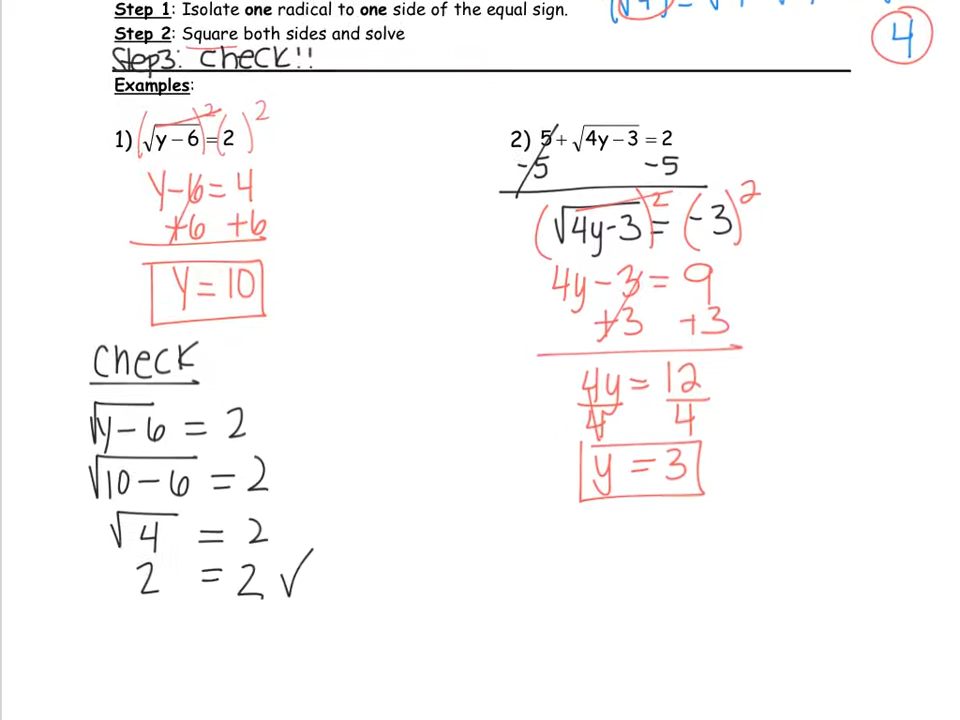 Step 1: Isolate one radical to one side of the equal sign.
Step 2: Square both sides and solve
4
Step3: Check!!
Examples:
1) (√y – 6)² = (2)²
y - 6 = 4
+6 +6
y = 10
Check
√y - 6 = 2
√10 - 6 = 2
√4 = 2
2 = 2 ✓
2) 5 + √4y – 3 = 2
-5 -5
(√4y - 3)² = (-3)²
4y - 3 = 9
+3 +3
4y = 12
4 4
y = 3